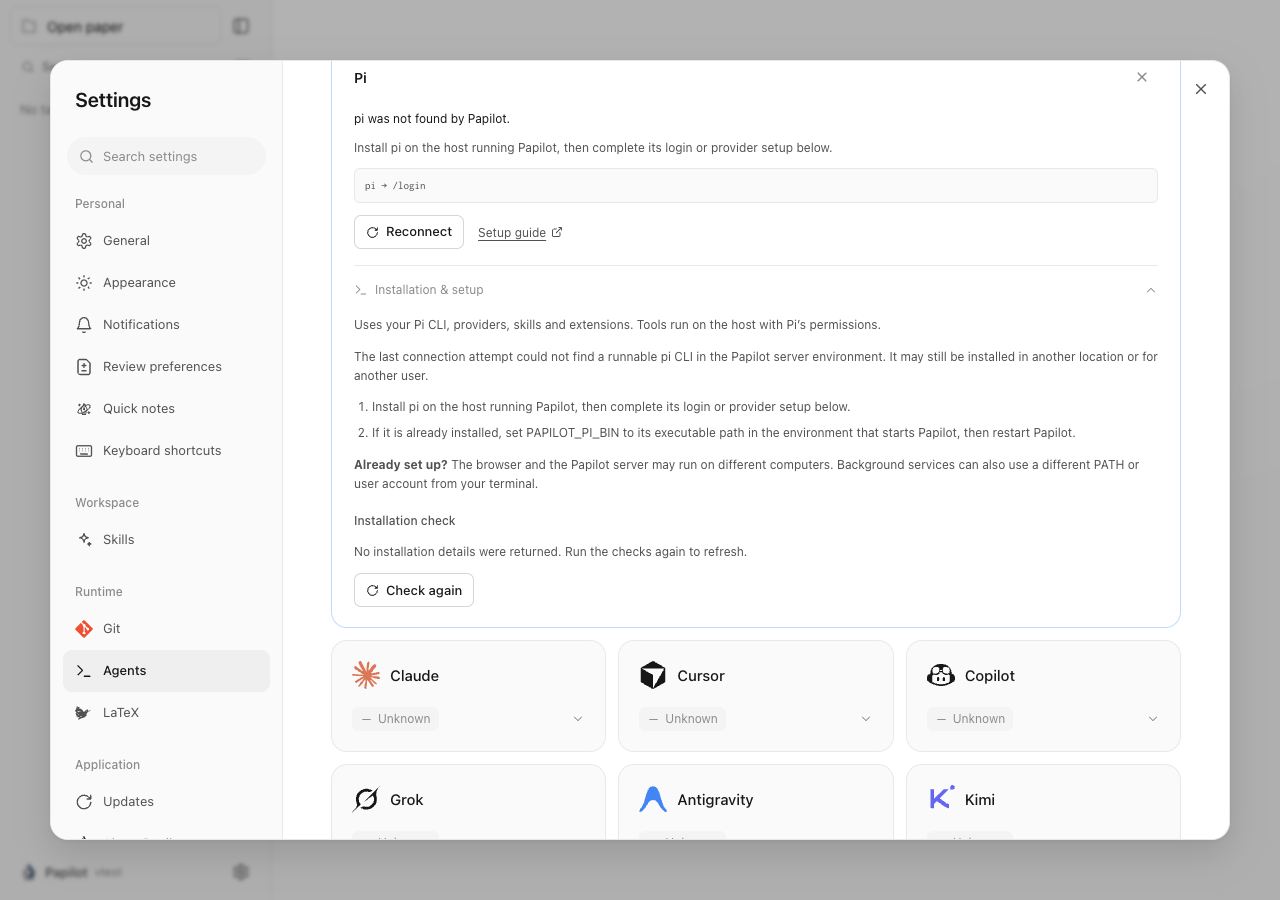 Open paper
No ta
Settings
Search settings
Personal
General
Appearance
Notifications
Review preferences
Quick notes
Keyboard shortcuts
Workspace
Skills
Runtime
Git
Agents
LaTeX
Application
Updates
Pi
pi was not found by Papilot.
Install pi on the host running Papilot, then complete its login or provider setup below.
pi → /login
Reconnect
Setup guide
Installation & setup
Uses your Pi CLI, providers, skills and extensions. Tools run on the host with Pi's permissions.
The last connection attempt could not find a runnable pi CLI in the Papilot server environment. It may still be installed in another location or for
another user.
1. Install pi on the host running Papilot, then complete its login or provider setup below.
2. If it is already installed, set PAPILOT_PI_BIN to its executable path in the environment that starts Papilot, then restart Papilot.
Already set up? The browser and the Papilot server may run on different computers. Background services can also use a different PATH or
user account from your terminal.
Installation check
No installation details were returned. Run the checks again to refresh.
Check again
Claude
— Unknown
Cursor
— Unknown
Copilot
— Unknown
Grok
Antigravity
Kimi
Papilot vtest